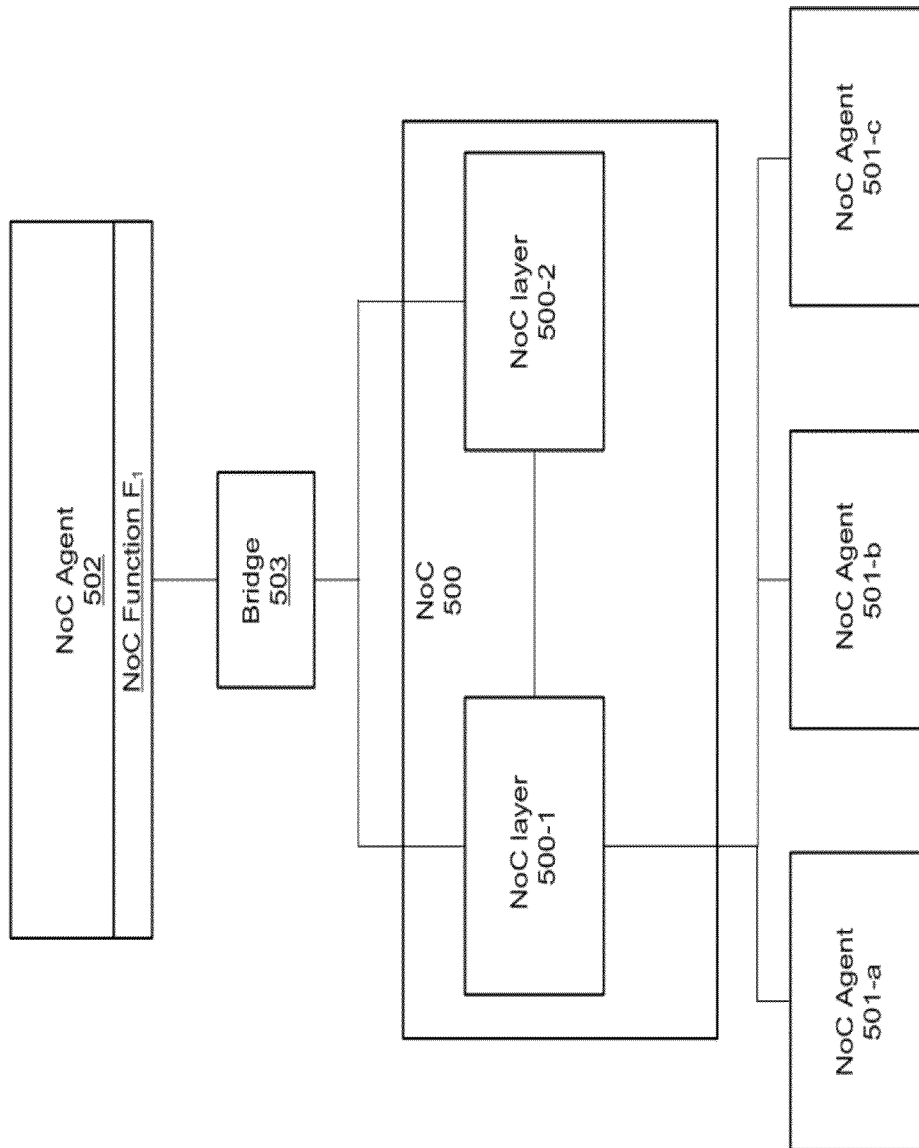 NoC Agent
502
NoC Function F1
Bridge
503
NoC
500
NoC layer
500-1
NoC layer
500-2
NoC Agent
501-a
NoC Agent
501-b
NoC Agent
501-c